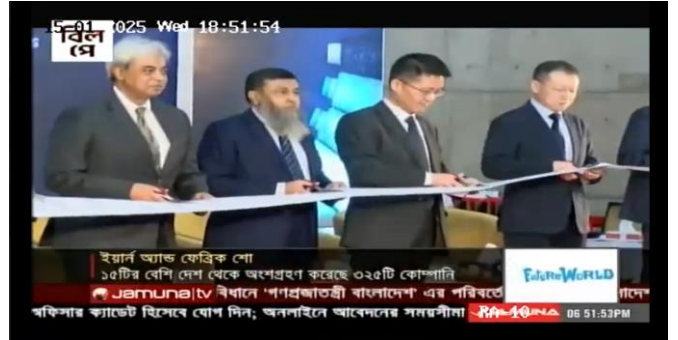 15-01-2025 Wed 18:51:54
বিল
পে
ইয়ার্ন অ্যান্ড ফেব্রিক শো
১৫টির বেশি দেশ থেকে অংশগ্রহণ করেছে ৩২৫টি কোম্পানি
FutureWorld
Jamuna|tv বিধানে 'গণপ্রজাতন্ত্রী বাংলাদেশ' এর পরিবর্তে
অফিসার ক্যাডেট হিসেবে যোগ দিন; অনলাইনে আবেদনের সময়সীমা
06 51:53PM